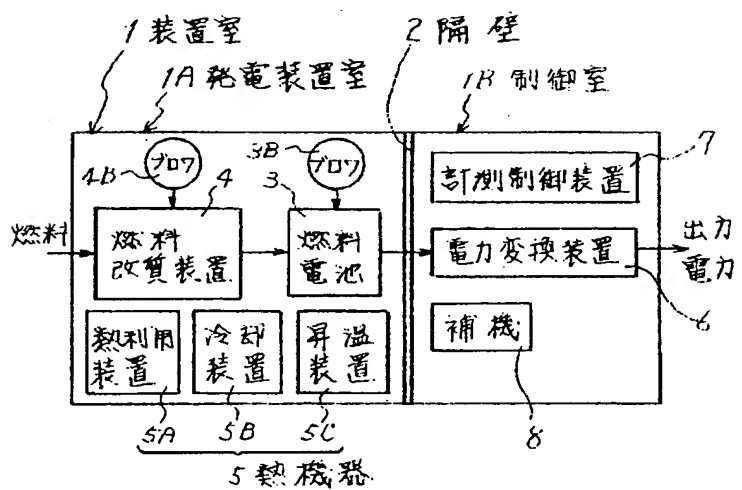 1 装置室
1A 発電装置室
2 隔壁
1B 制御室
ブロワ
4B
ブロワ
3B
4
3
7
計測制御装置
燃料
燃料
改質装置
燃料
電池
電力変換装置
出力
電力
6
熱利用
装置
冷却
装置
昇温
装置
補機
5A
5B
5C
8
5 熱機器